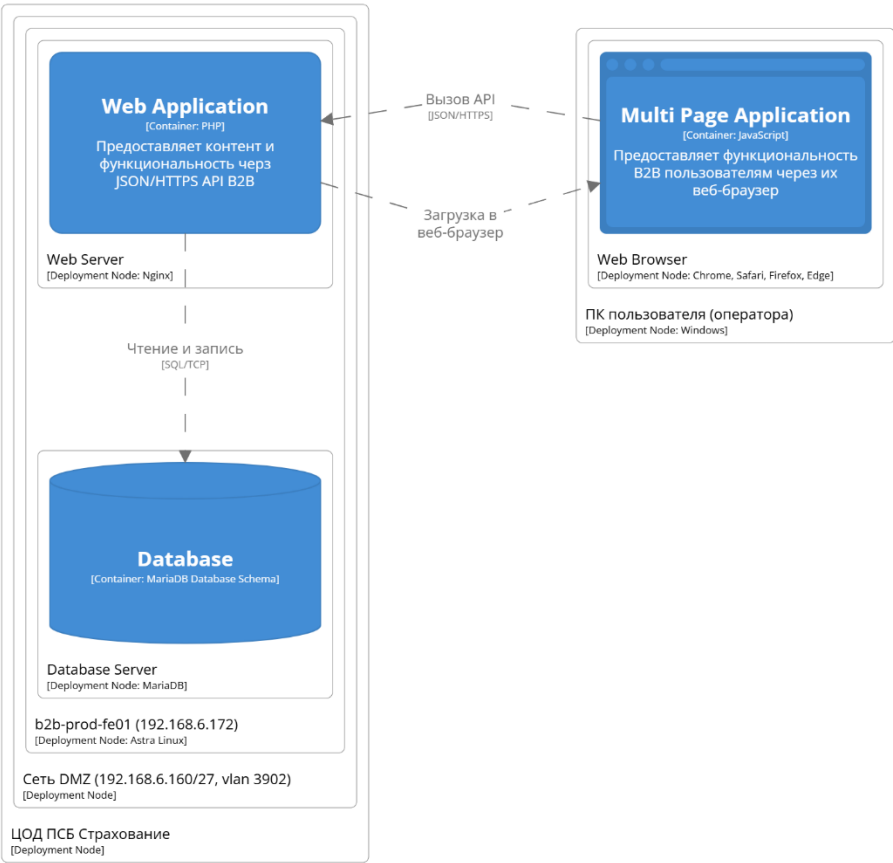 Web Application
[Container: PHP]
Предоставляет контент и
функциональность черз
JSON/HTTPS API B2B
Web Server
[Deployment Node: Nginx]
Вызов API
[JSON/HTTPS]
Загрузка в
веб-браузер
Multi Page Application
[Container: JavaScript]
Предоставляет функциональность
B2B пользователям через их
веб-браузер
Web Browser
[Deployment Node: Chrome, Safari, Firefox, Edge]
ПК пользователя (оператора)
[Deployment Node: Windows]
Чтение и запись
[SQL/TCP]
Database
[Container: MariaDB Database Schema]
Database Server
[Deployment Node: MariaDB]
b2b-prod-fe01 (192.168.6.172)
[Deployment Node: Astra Linux]
Сеть DMZ (192.168.6.160/27, vlan 3902)
[Deployment Node]
ЦОД ПСБ Страхование
[Deployment Node]